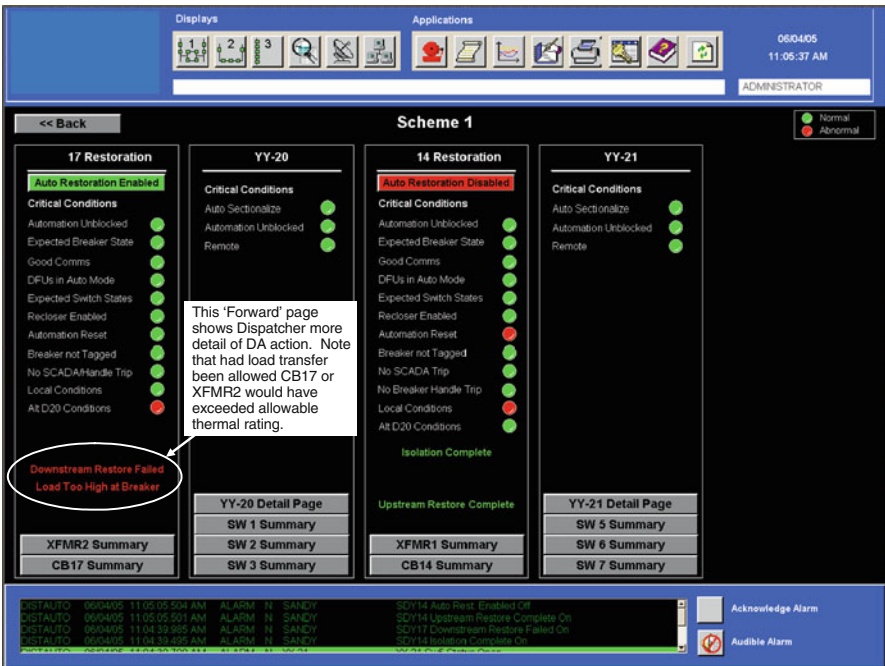 Displays
Applications
1 2 3
06/04/05
11:05:37 AM
ADMINISTRATOR
<< Back
Scheme 1
Normal
Abnormal
17 Restoration
Auto Restoration Enabled
Critical Conditions
Automation Unblocked
Expected Breaker State
Good Comms
DFUs in Auto Mode
Expected Switch States
Recloser Enabled
Automation Reset
Breaker not Tagged
No SCADA/Handle Trip
Local Conditions
Alt D20 Conditions
Downstream Restore Failed
Load Too High at Breaker
XFMR2 Summary
CB17 Summary
YY-20
Critical Conditions
Auto Sectionalize
Automation Unblocked
Remote
This ‘Forward’ page
shows Dispatcher more
detail of DA action. Note
that had load transfer
been allowed CB17 or
XFMR2 would have
exceeded allowable
thermal rating.
YY-20 Detail Page
SW 1 Summary
SW 2 Summary
SW 3 Summary
14 Restoration
Auto Restoration Disabled
Critical Conditions
Automation Unblocked
Expected Breaker State
Good Comms
DFUs in Auto Mode
Expected Switch States
Recloser Enabled
Automation Reset
Breaker not Tagged
No SCADA Trip
No Breaker Handle Trip
Local Conditions
Alt D20 Conditions
Isolation Complete
Upstream Restore Complete
XFMR1 Summary
CB14 Summary
YY-21
Critical Conditions
Auto Sectionalize
Automation Unblocked
Remote
YY-21 Detail Page
SW 5 Summary
SW 6 Summary
SW 7 Summary
DISTAUTO 06/04/05 11:05:05.504 AM ALARM N SANDY SDY14 Auto Rest. Enabled Off
DISTAUTO 06/04/05 11:05:05.501 AM ALARM N SANDY SDY14 Upstream Restore Complete On
DISTAUTO 06/04/05 11:04:39.985 AM ALARM N SANDY SDY17 Downstream Restore Failed On
DISTAUTO 06/04/05 11:04:39.495 AM ALARM N SANDY SDY14 Isolation Complete On
Acknowledge Alarm
Audible Alarm